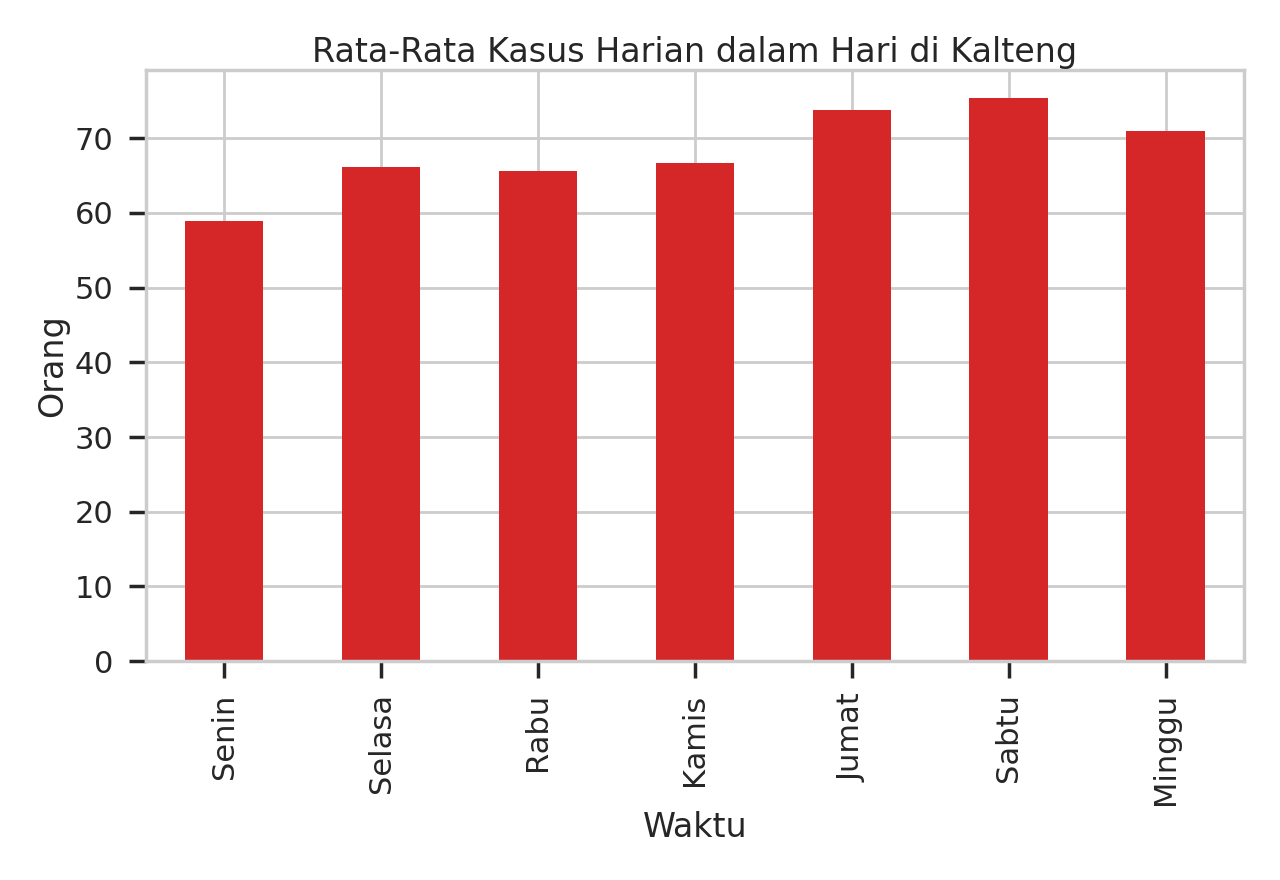 Rata-Rata Kasus Harian dalam Hari di Kalteng
70
60
50
40
30
20
10
0
Orang
Senin
Selasa
Rabu
Kamis
Jumat
Sabtu
Minggu
Waktu